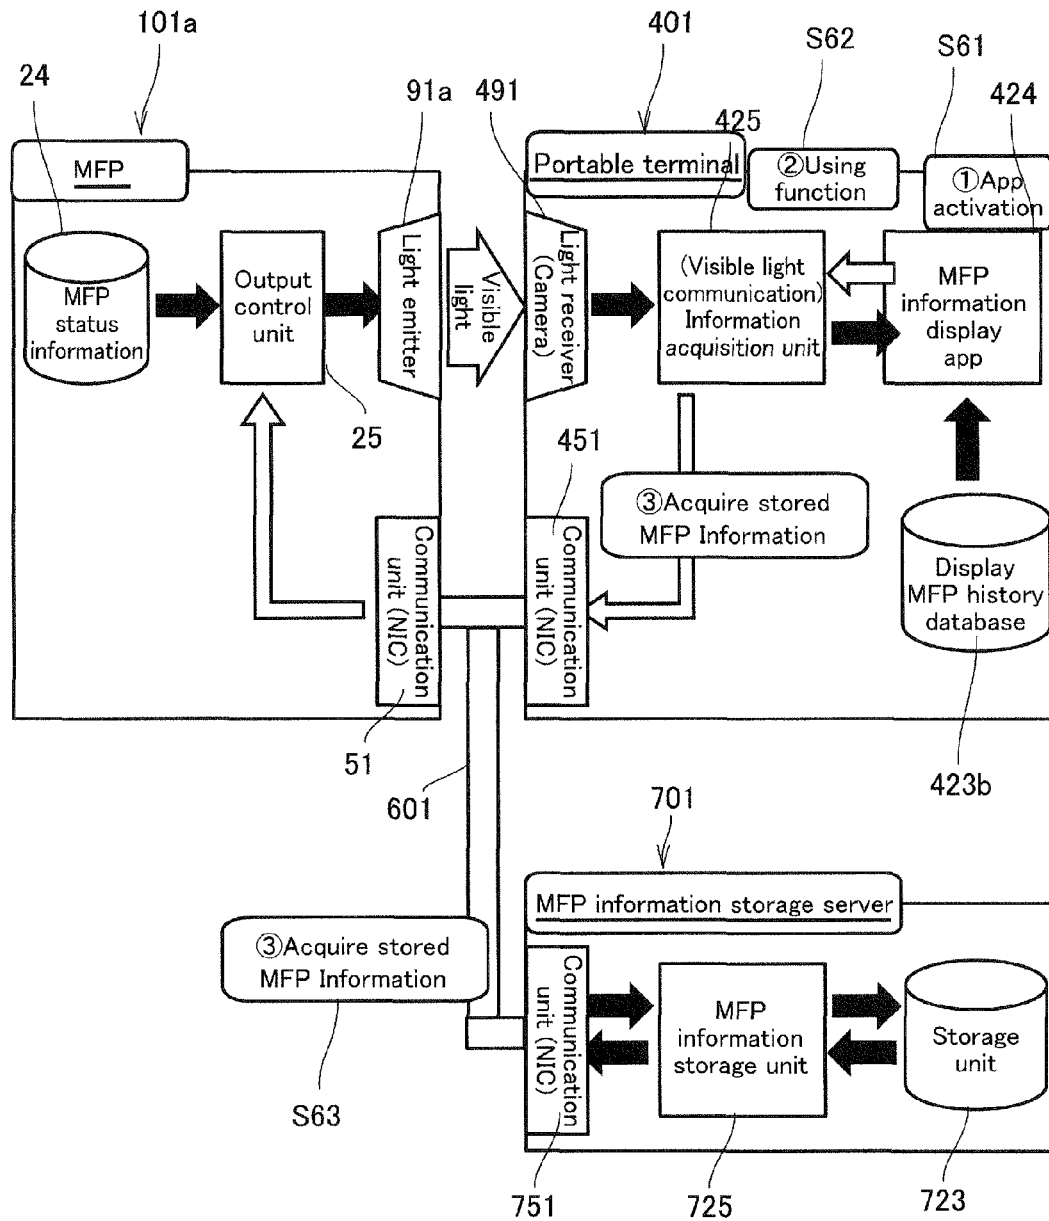 101a
401
S62
S61
24
91a
491
425
424
MFP
Portable terminal
②Using
function
①App
activation
MFP
status
information
Output
control
unit
Light emitter
Visible
light
Light receiver
(Camera)
(Visible light
communication)
Information
acquisition unit
MFP
information
display
app
25
451
③Acquire stored
MFP Information
Communication
unit (NIC)
Communication
unit (NIC)
Display
MFP history
database
51
601
423b
701
MFP information storage server
③Acquire stored
MFP Information
Communication
unit (NIC)
MFP
information
storage unit
Storage
unit
S63
751
725
723